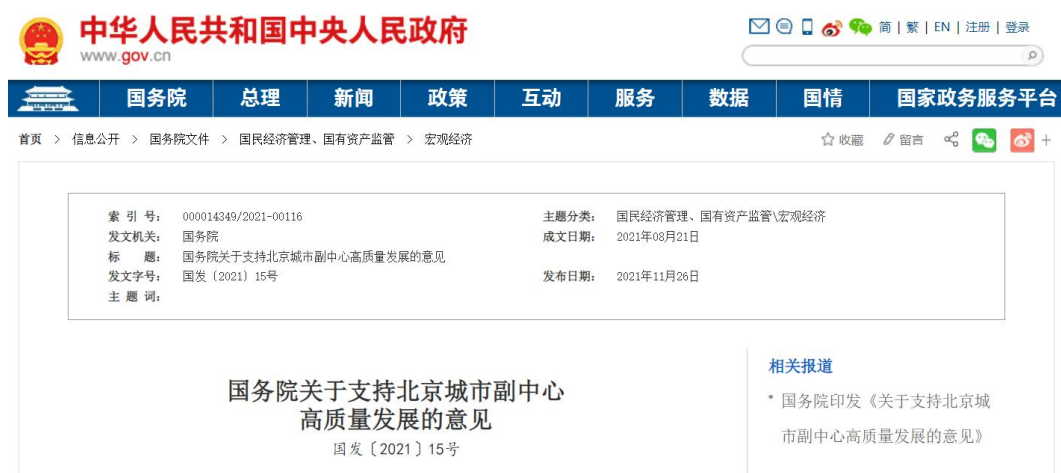 中华人民共和国中央人民政府
www.gov.cn
简 | 繁 | EN | 注册 | 登录
国务院 总理 新闻 政策 互动 服务 数据 国情 国家政务服务平台
首页 > 信息公开 > 国务院文件 > 国民经济管理、国有资产监管 > 宏观经济
收藏 留言 +
索 引 号: 000014349/2021-00116 主题分类: 国民经济管理、国有资产监管\宏观经济
发文机关: 国务院 成文日期: 2021年08月21日
标 题: 国务院关于支持北京城市副中心高质量发展的意见
发文字号: 国发〔2021〕15号 发布日期: 2021年11月26日
主 题 词:
国务院关于支持北京城市副中心
高质量发展的意见
国发〔2021〕15号
相关报道
• 国务院印发《关于支持北京城
市副中心高质量发展的意见》